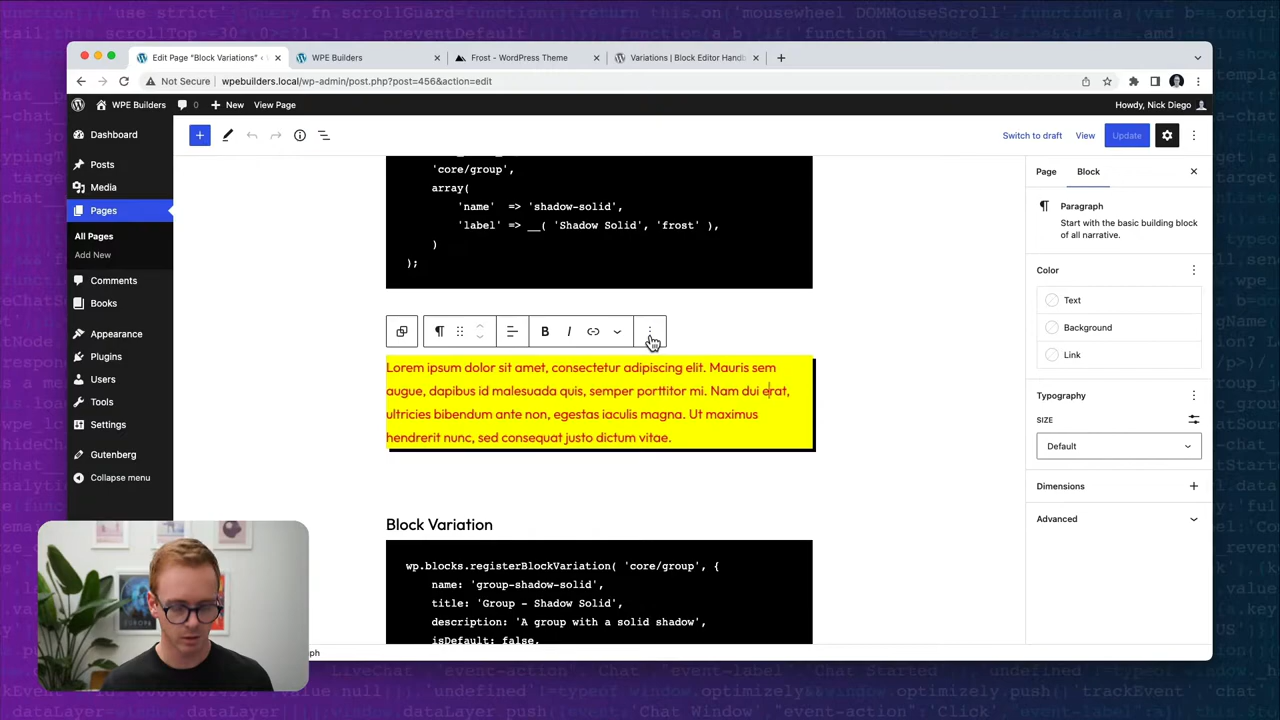 Edit Page "Block Variations" ‹
WPE Builders
Frost - WordPress Theme
Variations | Block Editor Handb
Not Secure
wpebuilders.local/wp-admin/post.php?post=456&action=edit
WPE Builders
0
New
View Page
Howdy, Nick Diego
Dashboard
Posts
Media
Pages
All Pages
Add New
Comments
Books
Appearance
Plugins
Users
Tools
Settings
Gutenberg
Collapse menu
Switch to draft
View
Update
'core/group',
array(
'name' => 'shadow-solid',
'label' => __( 'Shadow Solid', 'frost' ),
)
);
B I
Lorem ipsum dolor sit amet, consectetur adipiscing elit. Mauris sem
augue, dapibus id malesuada quis, semper porttitor mi. Nam dui erat,
ultricies bibendum ante non, egestas iaculis magna. Ut maximus
hendrerit nunc, sed consequat justo dictum vitae.
Block Variation
wp.blocks.registerBlockVariation( 'core/group', {
name: 'group-shadow-solid',
title: 'Group - Shadow Solid',
description: 'A group with a solid shadow',
isDefault: false,
Page
Block
Paragraph
Start with the basic building block
of all narrative.
Color
Text
Background
Link
Typography
SIZE
Default
Dimensions
Advanced
ph
EUROPA